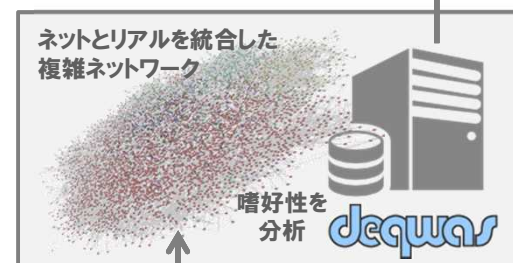 ネットとリアルを統合した
複雑ネットワーク
嗜好性を
分析
deqwas